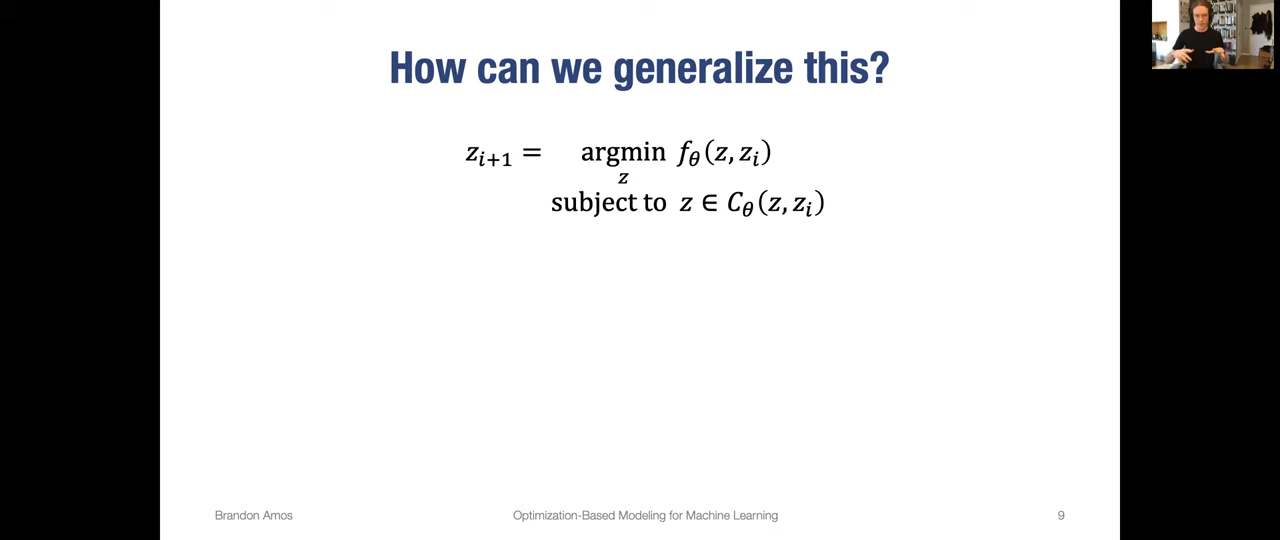 How can we generalize this?
z_{i+1} = argmin_z f_θ(z, z_i)
subject to z ∈ C_θ(z, z_i)
Brandon Amos Optimization-Based Modeling for Machine Learning 9